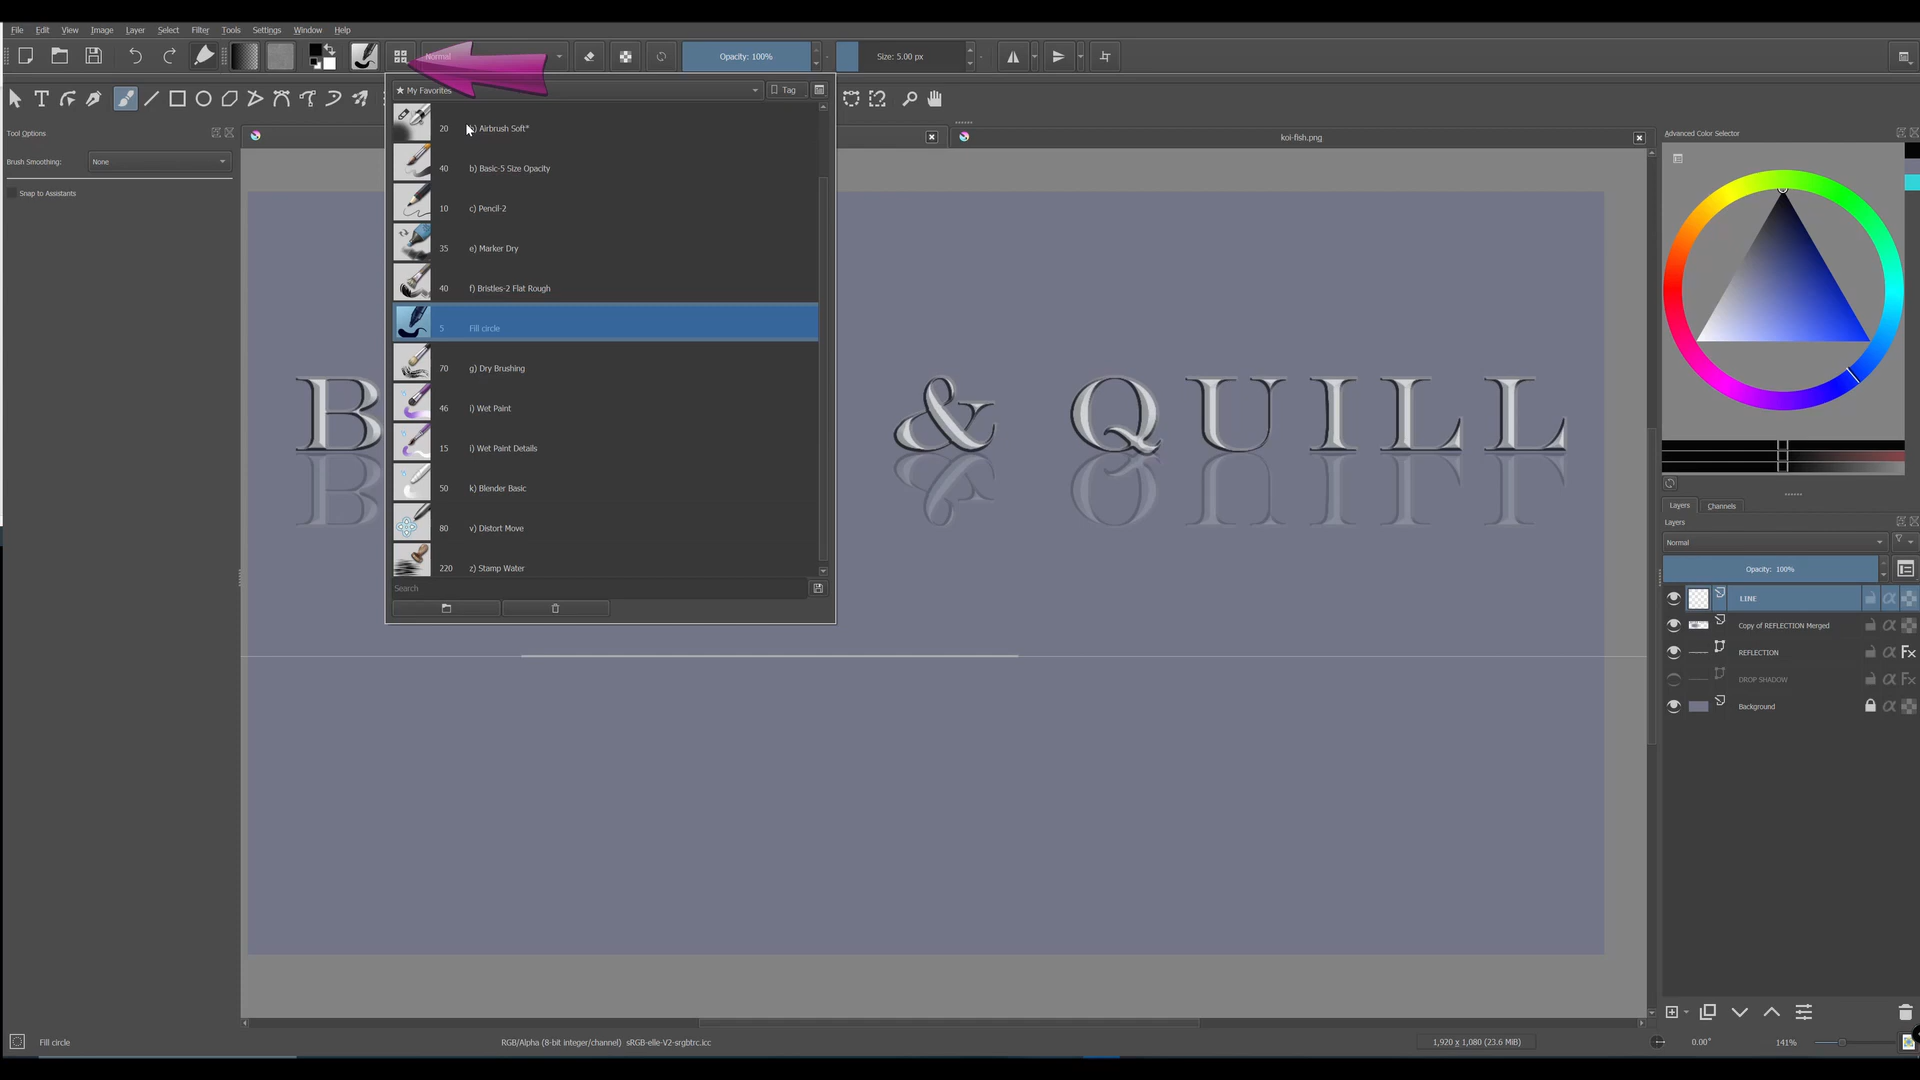 File Edit View Image Layer Select Filter Tools Settings Window Help
Normal
Opacity: 100%
Size: 5.00 px
★ My Favorites
Tag
Tool Options
koi-fish.png
Advanced Color Selector
Brush Smoothing: None
Snap to Assistants
20 Airbrush Soft*
40 b) Basic-5 Size Opacity
10 c) Pencil-2
35 e) Marker Dry
40 f) Bristles-2 Flat Rough
5 Fill circle
70 g) Dry Brushing
46 i) Wet Paint
15 i) Wet Paint Details
50 k) Blender Basic
80 v) Distort Move
220 z) Stamp Water
Search
B & QUILL
Layers Channels
Layers
Normal
Opacity: 100%
LINE
Copy of REFLECTION Merged
REFLECTION Fx
DROP SHADOW Fx
Background
Fill circle
RGB/Alpha (8-bit integer/channel) sRGB-elle-V2-srgbtrc.icc
1,920 x 1,080 (23.6 MiB)
0.00°
141%